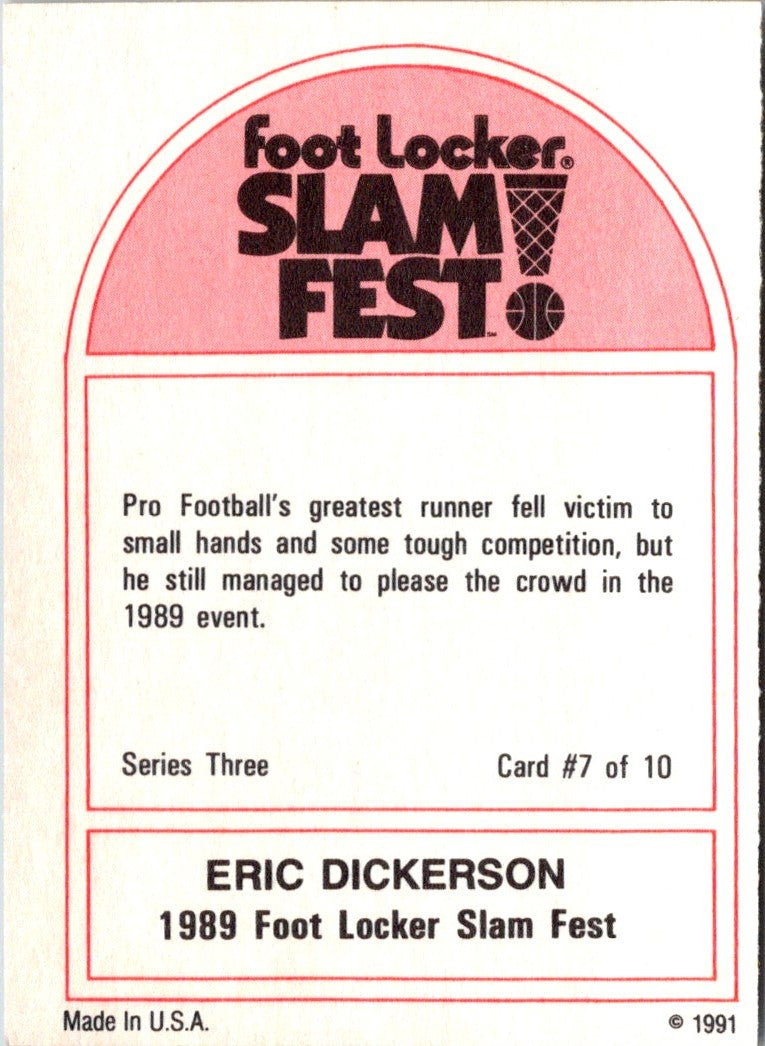 foot Locker®
SLAM
FEST℠
Pro Football's greatest runner fell victim to
small hands and some tough competition, but
he still managed to please the crowd in the
1989 event.
Series Three Card #7 of 10
ERIC DICKERSON
1989 Foot Locker Slam Fest
Made In U.S.A. © 1991